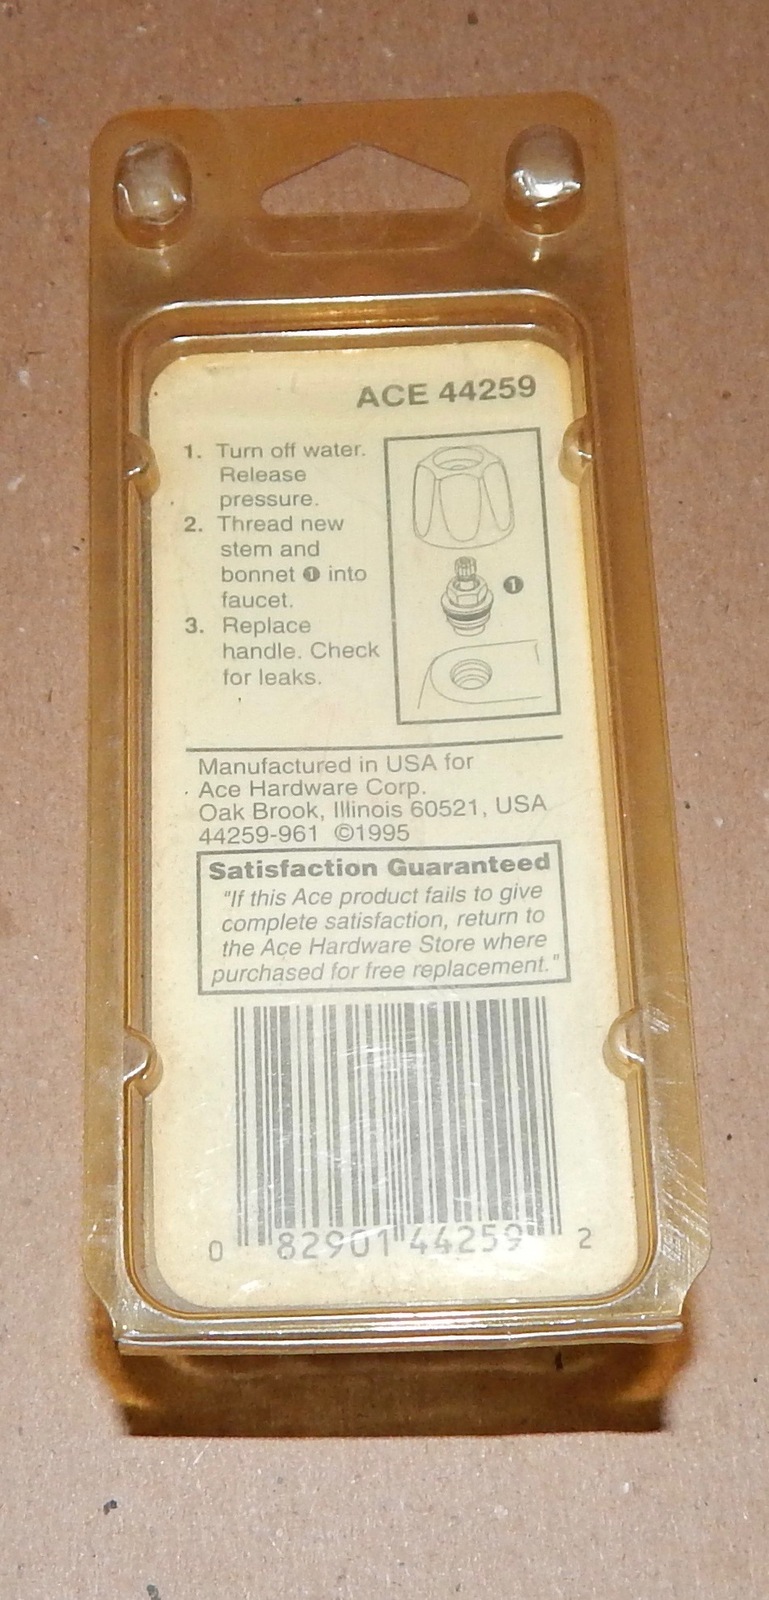 ACE 44259
1. Turn off water.
Release
pressure.
2. Thread new
stem and
bonnet ❶ into
faucet.
3. Replace
handle. Check
for leaks.
❶
Manufactured in USA for
Ace Hardware Corp.
Oak Brook, Illinois 60521, USA
44259-961 ©1995
Satisfaction Guaranteed
"If this Ace product fails to give
complete satisfaction, return to
the Ace Hardware Store where
purchased for free replacement."
0 82901 44259 2